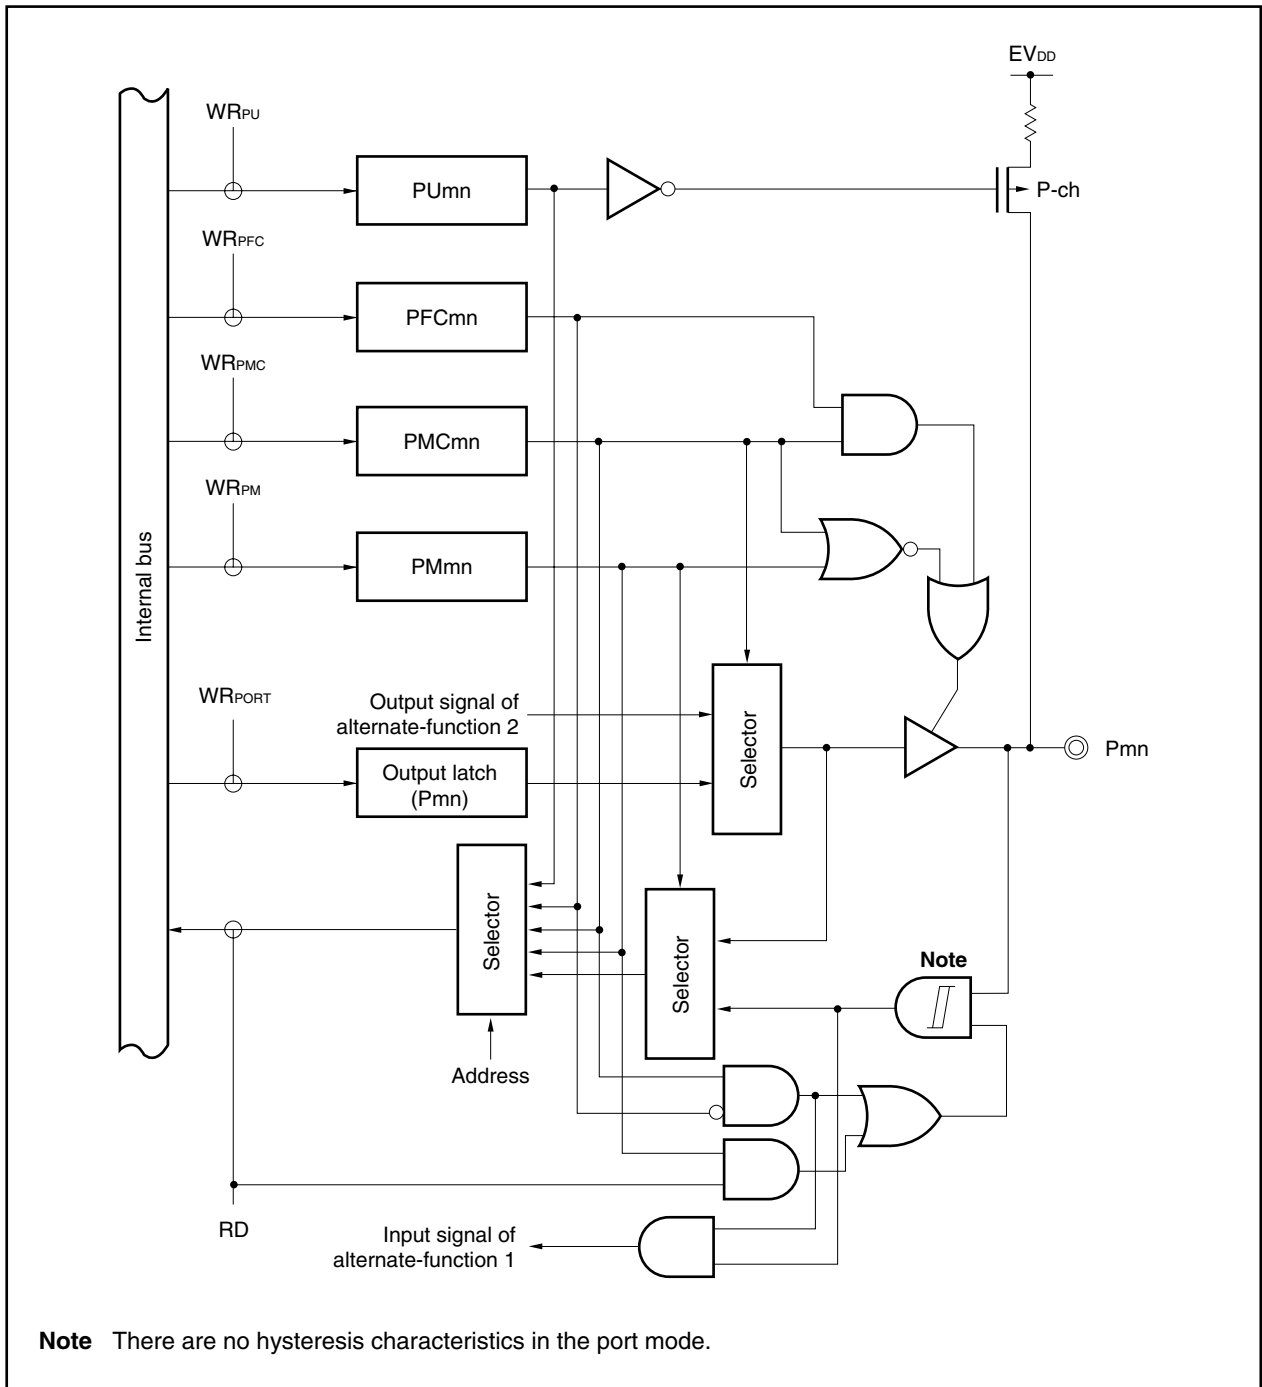 EVDD
WRPU
PUmn
P-ch
WRPFC
PFCmn
WRPMC
PMCmn
WRPM
PMmn
Internal bus
WRPORT
Output signal of
alternate-function 2
Selector
Pmn
Output latch
(Pmn)
Selector
Selector
Note
Address
RD
Input signal of
alternate-function 1
Note There are no hysteresis characteristics in the port mode.